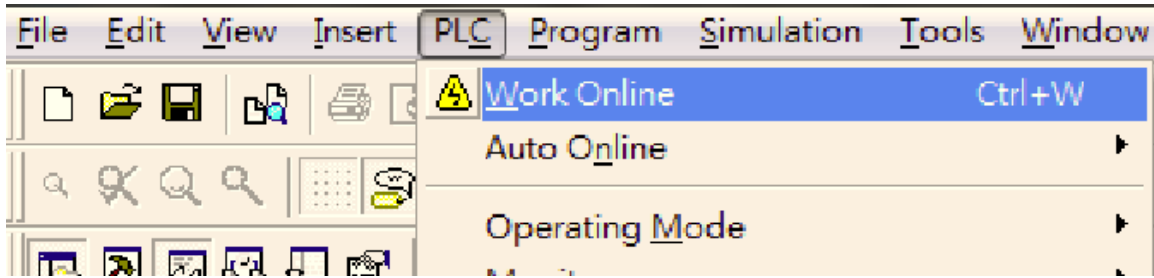 File Edit View Insert PLC Program Simulation Tools Window
Work Online Ctrl+W
Auto Online
Operating Mode